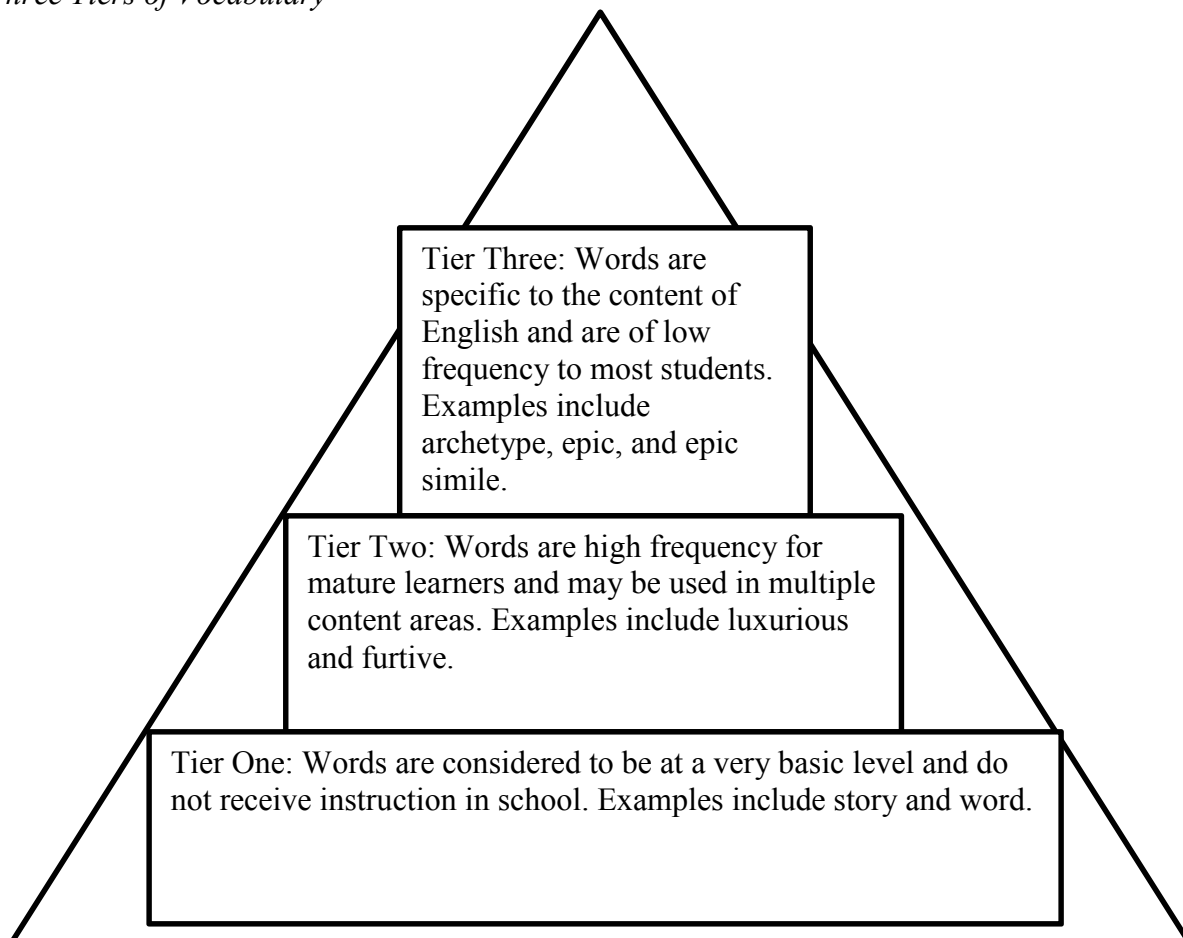 Tiers of Vocabulary
Tier Three: Words are
specific to the content of
English and are of low
frequency to most students.
Examples include
archetype, epic, and epic
simile.
Tier Two: Words are high frequency for
mature learners and may be used in multiple
content areas. Examples include luxurious
and furtive.
Tier One: Words are considered to be at a very basic level and do
not receive instruction in school. Examples include story and word.